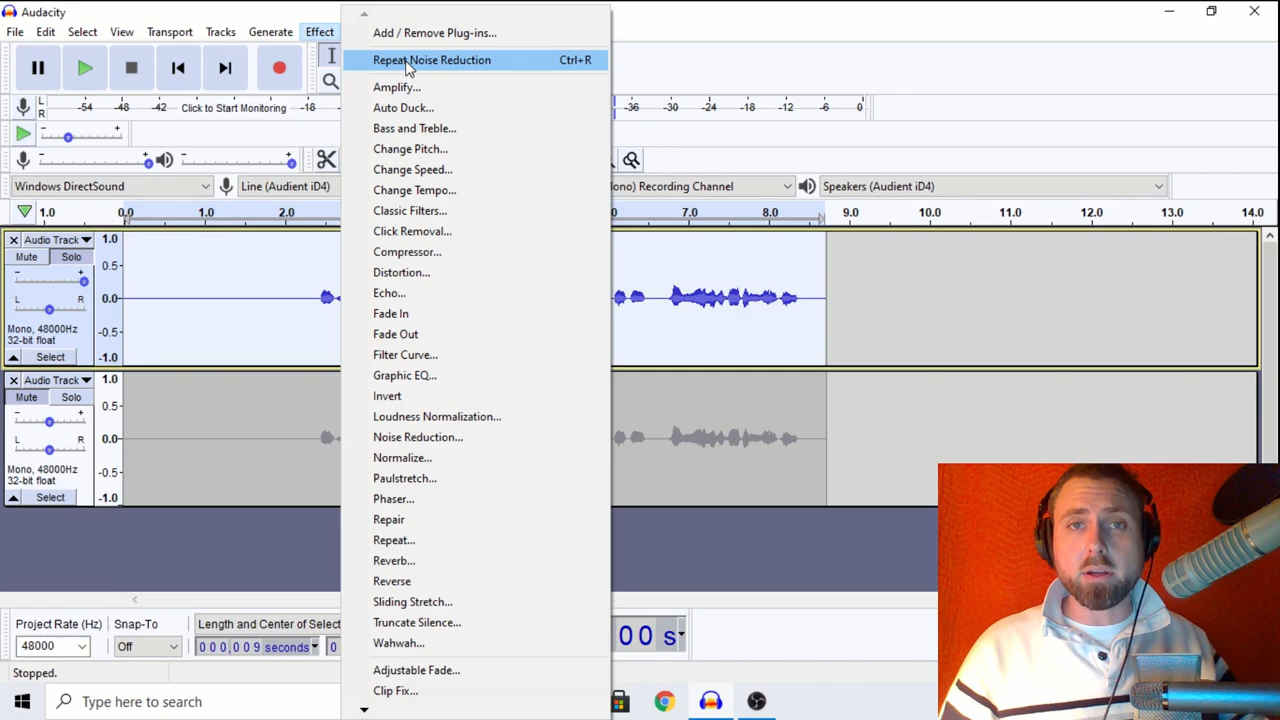 Audacity
File Edit Select View Transport Tracks Generate Effect
Add / Remove Plug-ins...
Repeat Noise Reduction Ctrl+R
Amplify...
Auto Duck...
Bass and Treble...
Change Pitch...
Change Speed...
Change Tempo...
Classic Filters...
Click Removal...
Compressor...
Distortion...
Echo...
Fade In
Fade Out
Filter Curve...
Graphic EQ...
Invert
Loudness Normalization...
Noise Reduction...
Normalize...
Paulstretch...
Phaser...
Repair
Repeat...
Reverb...
Reverse
Sliding Stretch...
Truncate Silence...
Wahwah...
Adjustable Fade...
Clip Fix...
L
R
-54 -48 Click to Start Monitoring -18
-36 -30 -24 -18 -12 -6 0
- +
- + - +
Windows DirectSound Line (Audient iD4) ono) Recording Channel Speakers (Audient iD4)
1.0 0.0 1.0 2.0 7.0 8.0 9.0 10.0 11.0 12.0 13.0 14.0
Audio Track 1.0
Mute Solo
0.5
- +
L R 0.0
Mono, 48000Hz
32-bit float
-0.5
Select -1.0
Audio Track 1.0
Mute Solo
0.5
- +
L R 0.0
Mono, 48000Hz
32-bit float
-0.5
Select -1.0
Project Rate (Hz) Snap-To Length and Center of Select
48000 Off 000,009 seconds 0
00 s
Stopped.
Type here to search